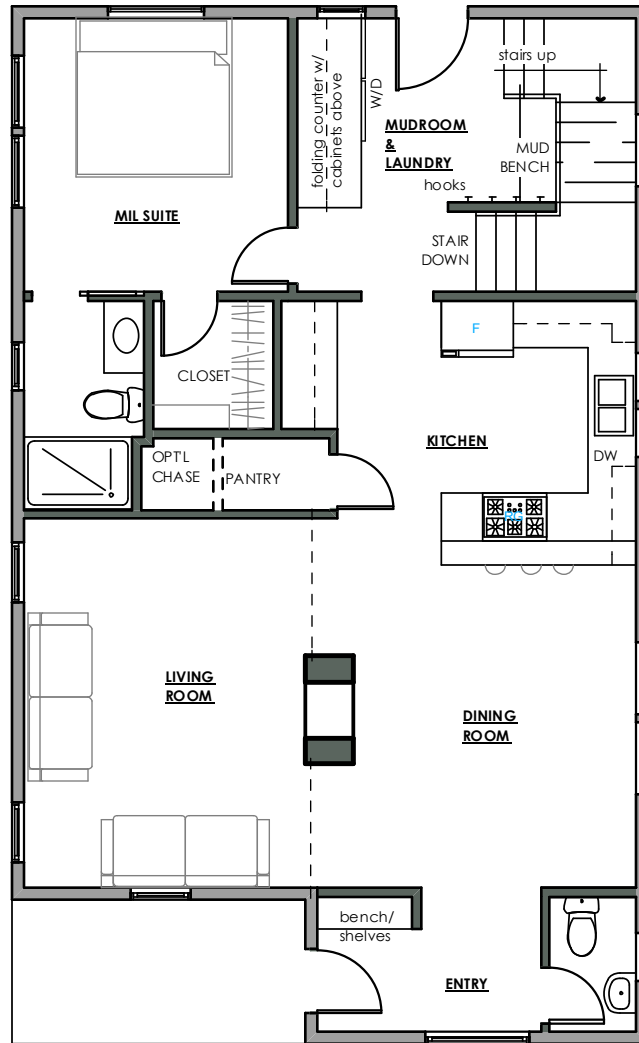 stairs up
folding counter w/
cabinets above
W/D
MUDROOM
&
LAUNDRY
MUD
BENCH
hooks
MIL SUITE
STAIR
DOWN
F
CLOSET
KITCHEN
OPT'L
CHASE
PANTRY
DW
RG
LIVING
ROOM
DINING
ROOM
bench/
shelves
ENTRY